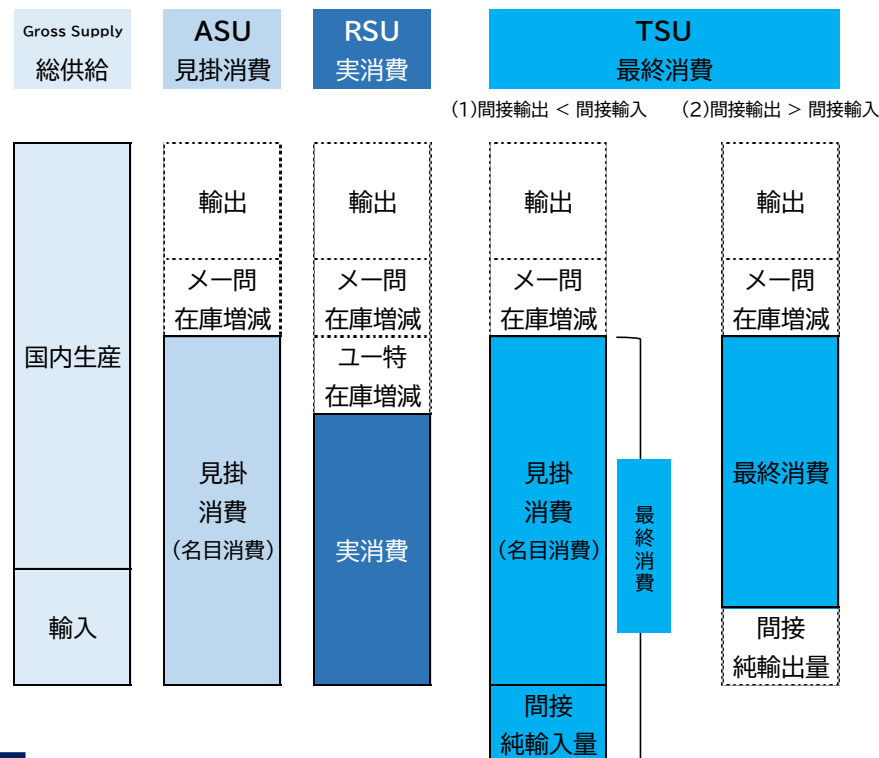 Gross Supply
総供給
ASU
見掛消費
RSU
実消費
TSU
最終消費
(1)間接輸出 < 間接輸入
(2)間接輸出 > 間接輸入
国内生産
輸入
輸出
メー問
在庫増減
見掛
消費
(名目消費)
輸出
メー問
在庫増減
ユー特
在庫増減
実消費
輸出
メー問
在庫増減
見掛
消費
(名目消費)
間接
純輸入量
最終消費
輸出
メー問
在庫増減
最終消費
間接
純輸出量